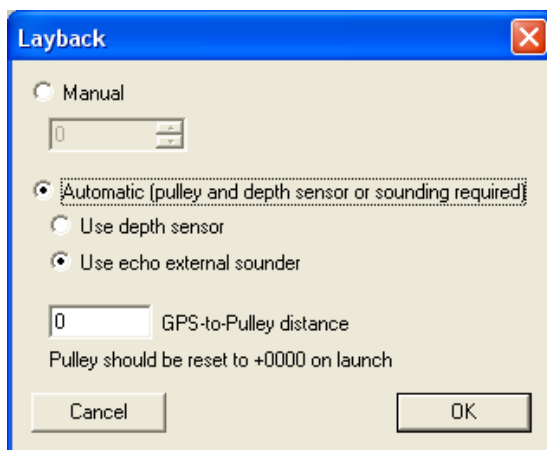 Layback
Manual
0
Automatic (pulley and depth sensor or sounding required)
Use depth sensor
Use echo external sounder
0 GPS-to-Pulley distance
Pulley should be reset to +0000 on launch
Cancel OK